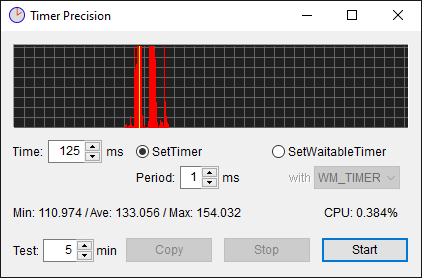 Timer Precision
Time: 125 ms SetTimer SetWaitableTimer
Period: 1 ms with WM_TIMER
Min: 110.974 / Ave: 133.056 / Max: 154.032 CPU: 0.384%
Test: 5 min Copy Stop Start